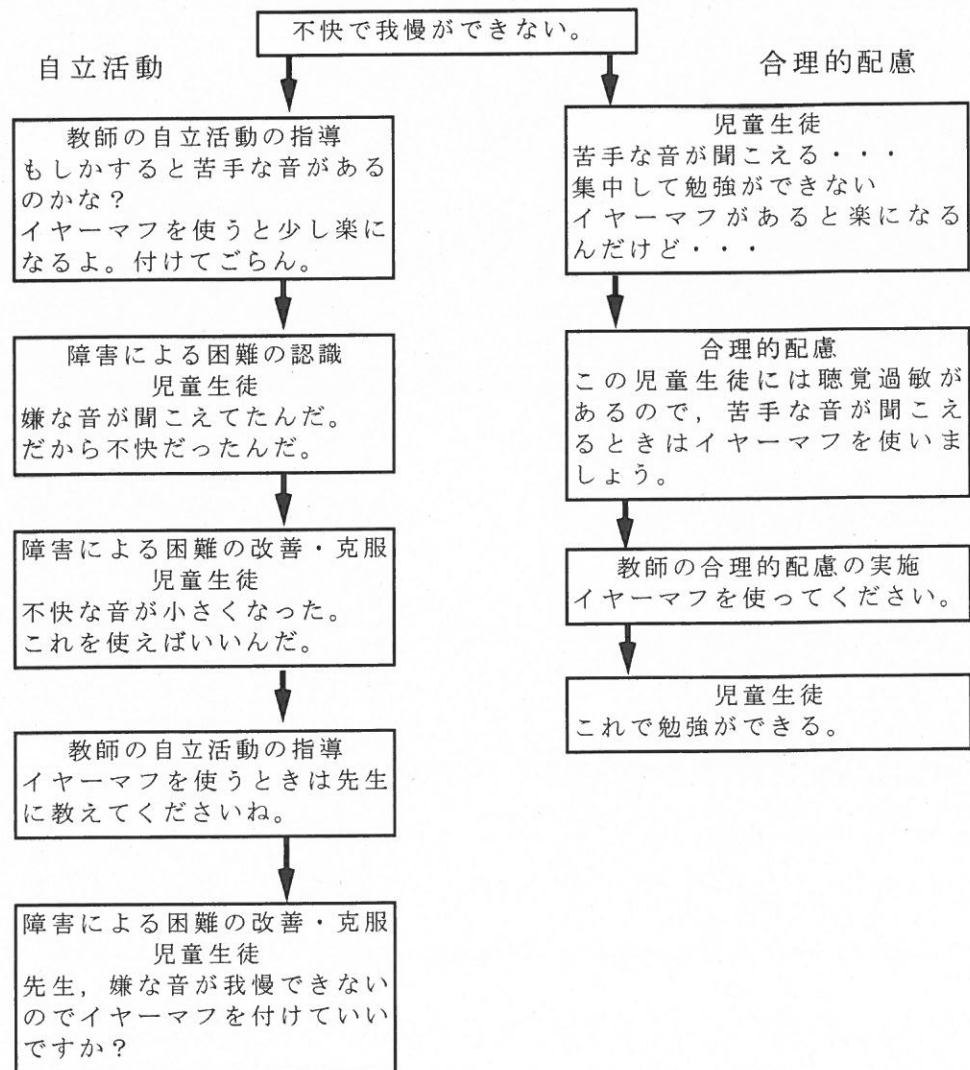 不快で我慢ができない。
自立活動
教師の自立活動の指導
もしかすると苦手な音がある
のかな？
イヤーマフを使うと少し楽に
なるよ。付けてごらん。
障害による困難の認識
児童生徒
嫌な音が聞こえてたんだ。
だから不快だったんだ。
障害による困難の改善・克服
児童生徒
不快な音が小さくなった。
これを使えばいいんだ。
教師の自立活動の指導
イヤーマフを使うときは先生
に教えてくださいね。
障害による困難の改善・克服
児童生徒
先生，嫌な音が我慢できない
のでイヤーマフを付けていい
ですか？
合理的配慮
児童生徒
苦手な音が聞こえる・・・
集中して勉強ができない
イヤーマフがあると楽になる
んだけど・・・
合理的配慮
この児童生徒には聴覚過敏が
あるので，苦手な音が聞こえ
るときはイヤーマフを使いま
しょう。
教師の合理的配慮の実施
イヤーマフを使ってください。
児童生徒
これで勉強ができる。